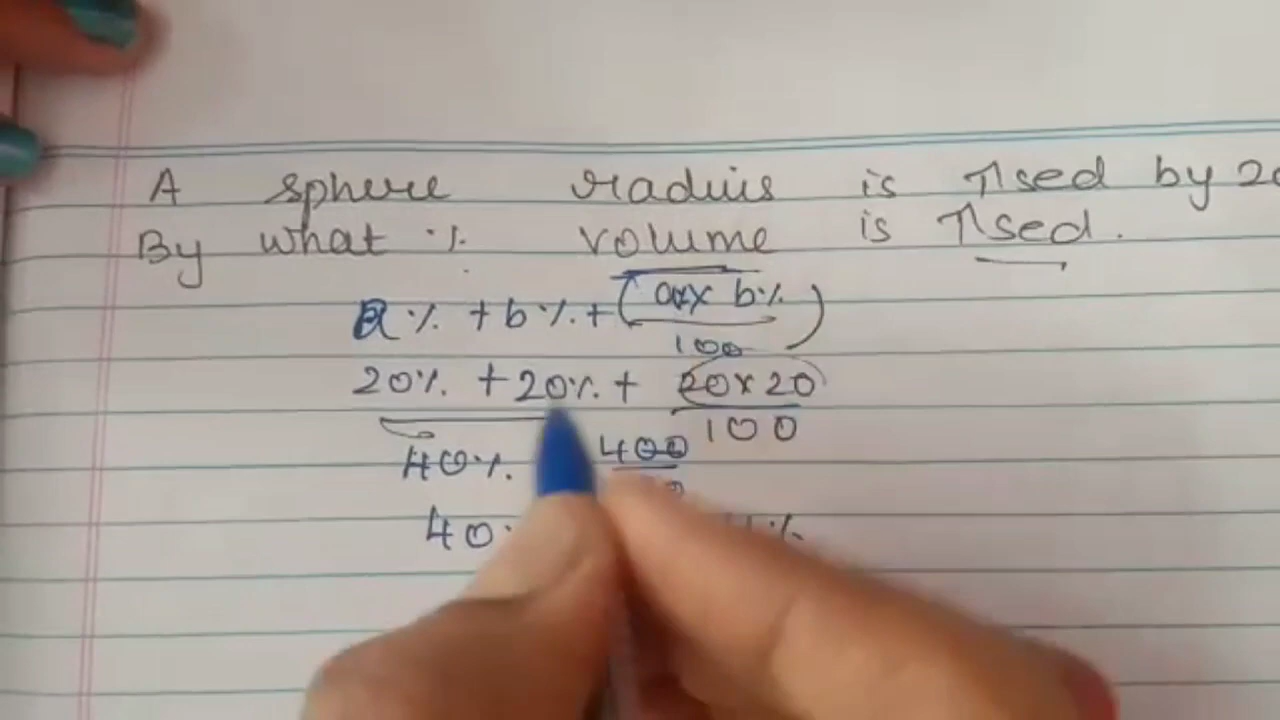 A sphere radius is ↑sed by 20
By what % volume is ↑sed.
a% + b% + (a x b%)
100
20% + 20% + 20 x 20
100
40% 400
40 4%